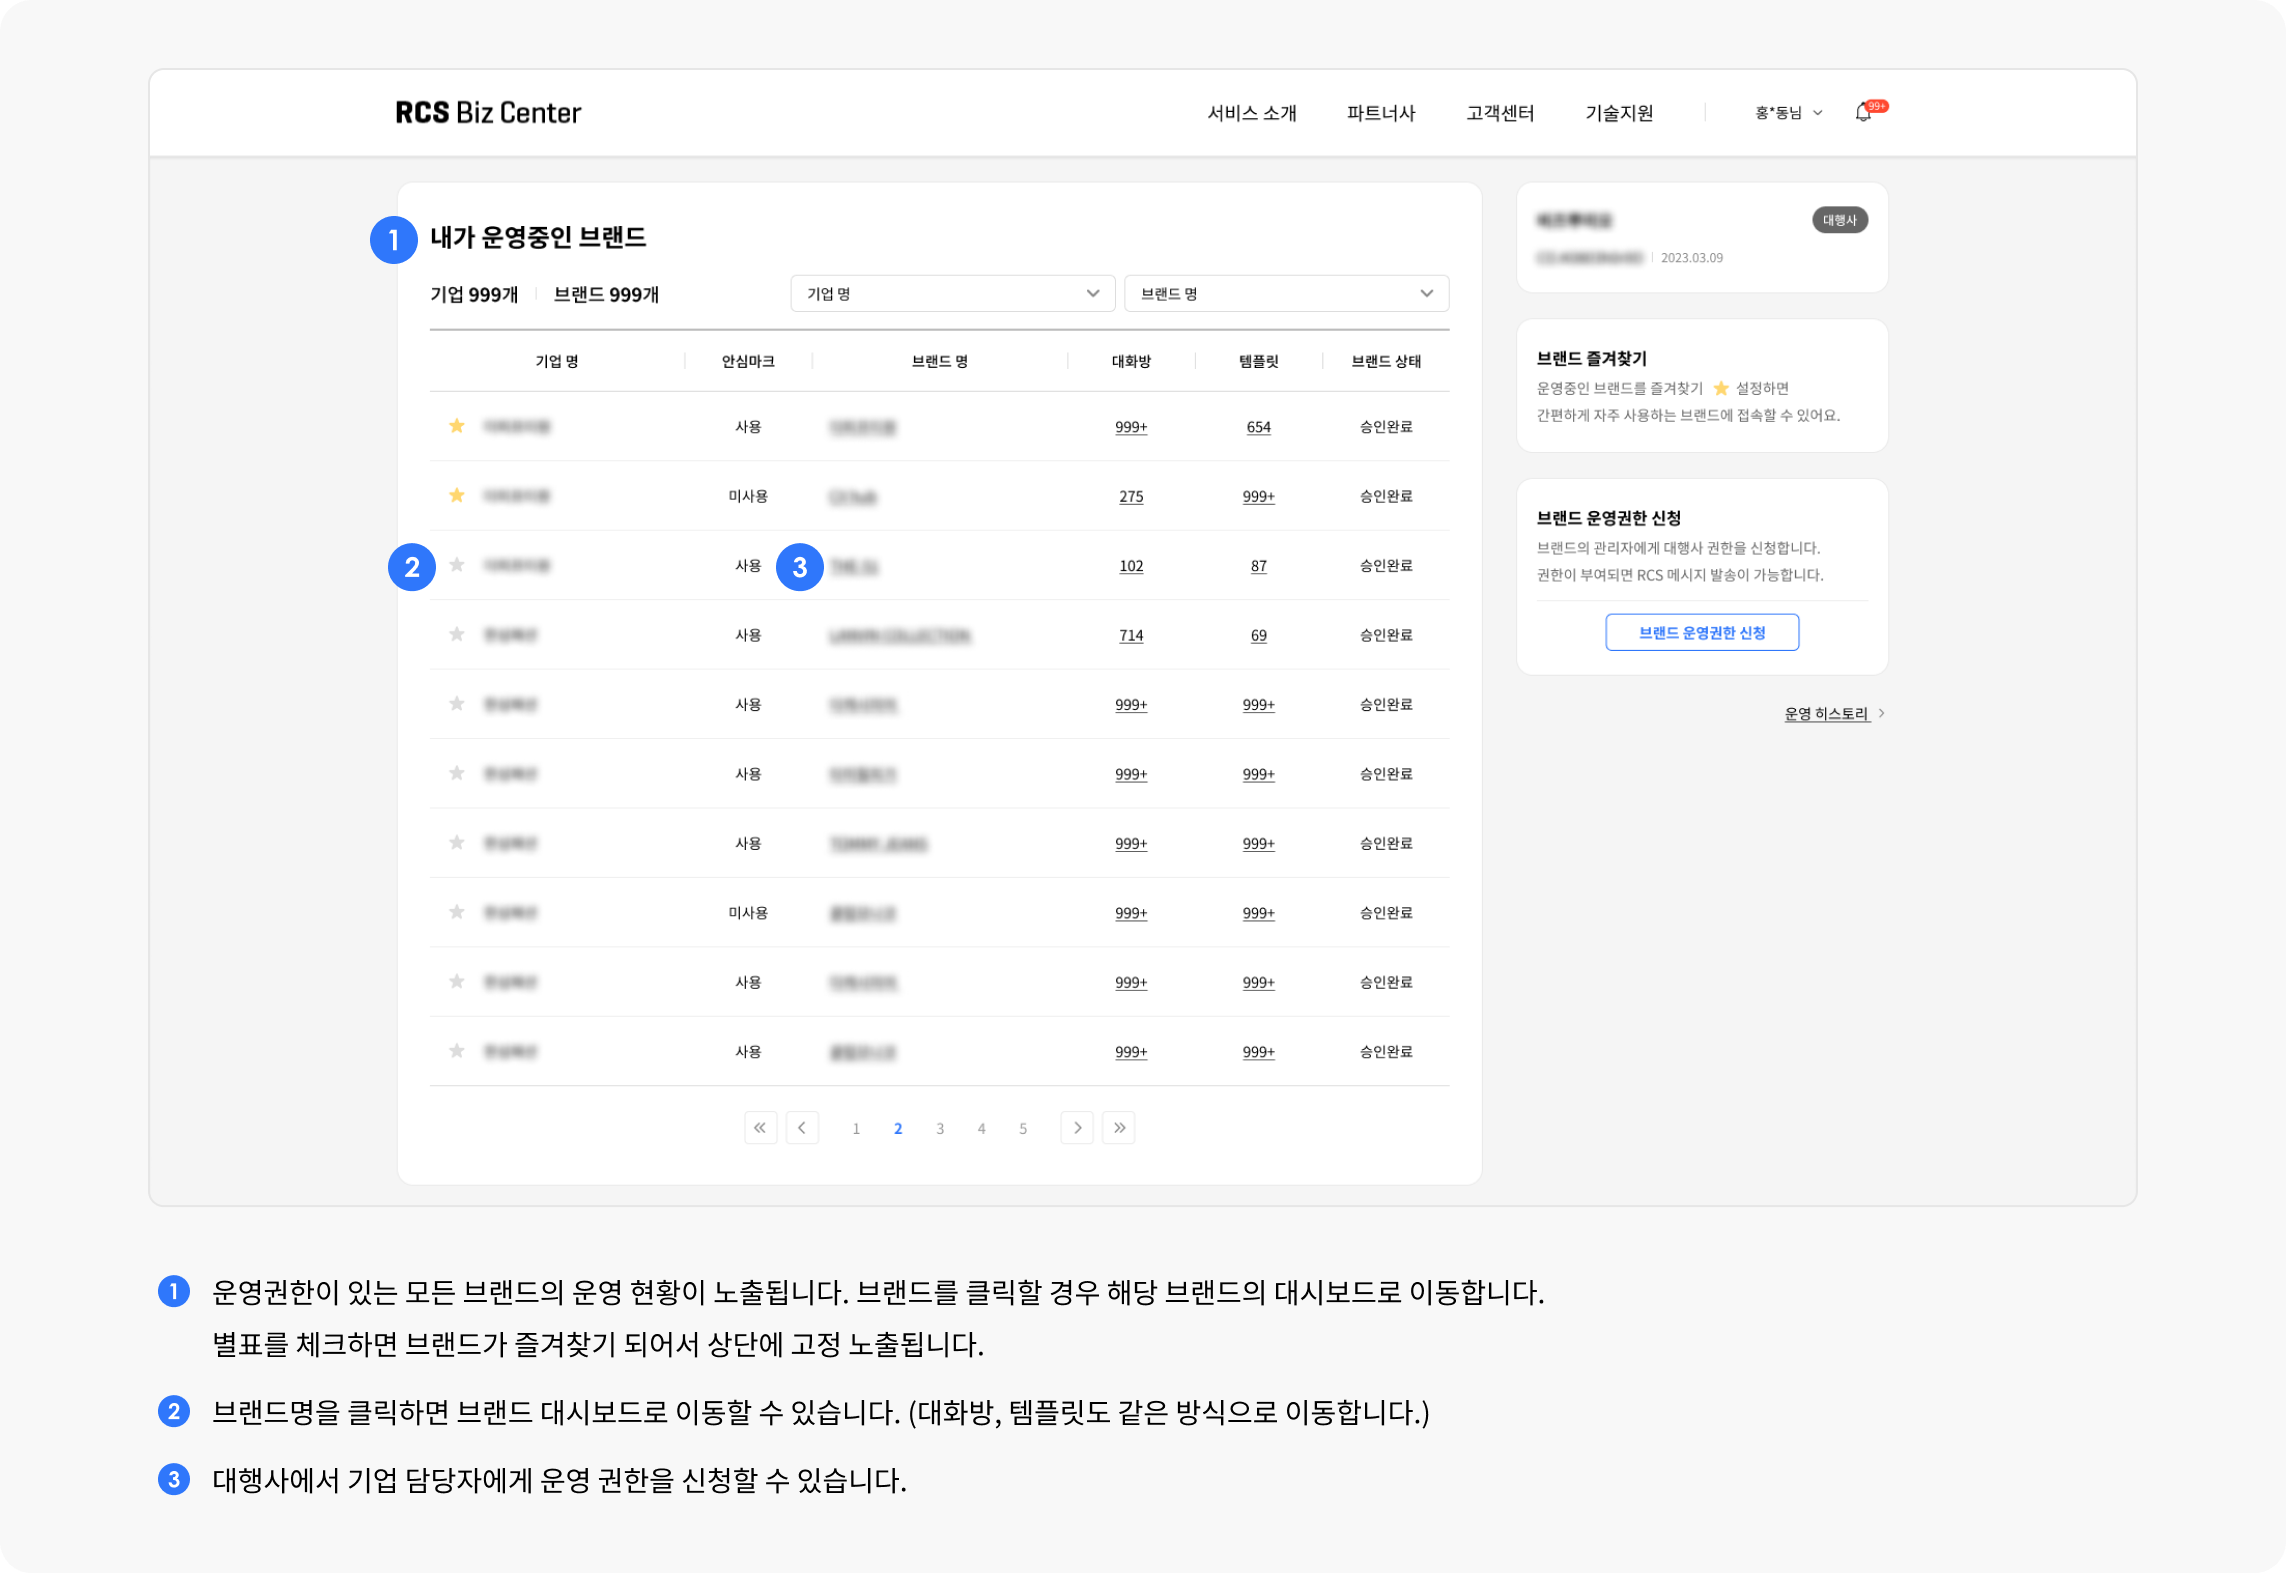 RCS Biz Center
서비스 소개 파트너사 고객센터 기술지원 홍*동님 99+
1 내가 운영중인 브랜드
기업 999개 브랜드 999개 기업 명 브랜드 명
기업 명 안심마크 브랜드 명 대화방 템플릿 브랜드 상태
사용 999+ 654 승인완료
미사용 275 999+ 승인완료
2 사용 3 102 87 승인완료
사용 714 69 승인완료
사용 999+ 999+ 승인완료
사용 999+ 999+ 승인완료
사용 999+ 999+ 승인완료
미사용 999+ 999+ 승인완료
사용 999+ 999+ 승인완료
사용 999+ 999+ 승인완료
1 2 3 4 5
대행사
2023.03.09
브랜드 즐겨찾기
운영중인 브랜드를 즐겨찾기 설정하면
간편하게 자주 사용하는 브랜드에 접속할 수 있어요.
브랜드 운영권한 신청
브랜드의 관리자에게 대행사 권한을 신청합니다.
권한이 부여되면 RCS 메시지 발송이 가능합니다.
브랜드 운영권한 신청
운영 히스토리
1 운영권한이 있는 모든 브랜드의 운영 현황이 노출됩니다. 브랜드를 클릭할 경우 해당 브랜드의 대시보드로 이동합니다.
별표를 체크하면 브랜드가 즐겨찾기 되어서 상단에 고정 노출됩니다.
2 브랜드명을 클릭하면 브랜드 대시보드로 이동할 수 있습니다. (대화방, 템플릿도 같은 방식으로 이동합니다.)
3 대행사에서 기업 담당자에게 운영 권한을 신청할 수 있습니다.